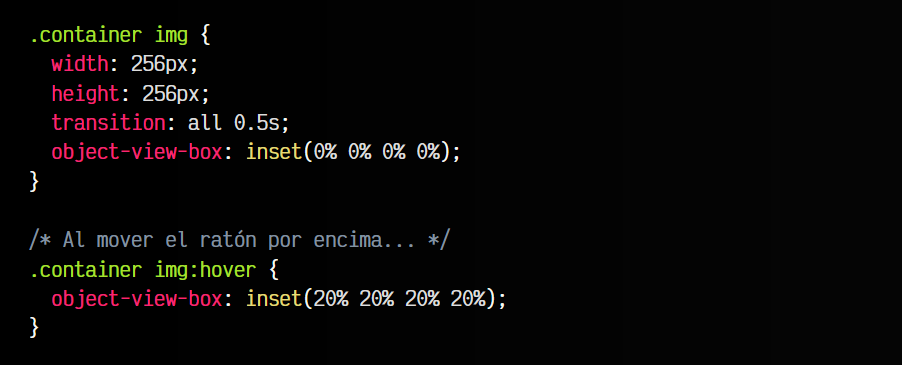 .container img {
  width: 256px;
  height: 256px;
  transition: all 0.5s;
  object-view-box: inset(0% 0% 0% 0%);
}

/* Al mover el ratón por encima... */
.container img:hover {
  object-view-box: inset(20% 20% 20% 20%);
}